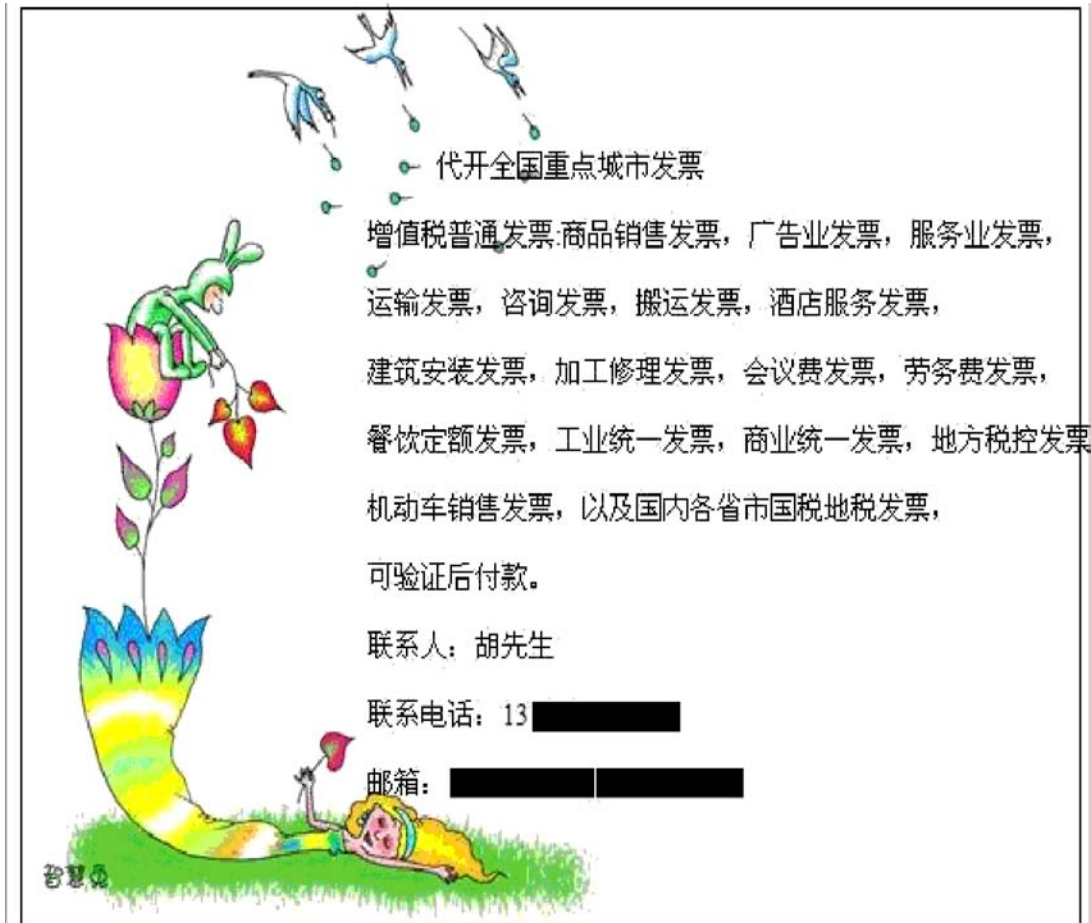 代开全国重点城市发票
增值税普通发票:商品销售发票，广告业发票，服务业发票，
运输发票，咨询发票，搬运发票，酒店服务发票，
建筑安装发票，加工修理发票，会议费发票，劳务费发票，
餐饮定额发票，工业统一发票，商业统一发票，地方税控发票
机动车销售发票，以及国内各省市国税地税发票，
可验证后付款。
联系人：胡先生
联系电话：13
邮箱：
智慧兔